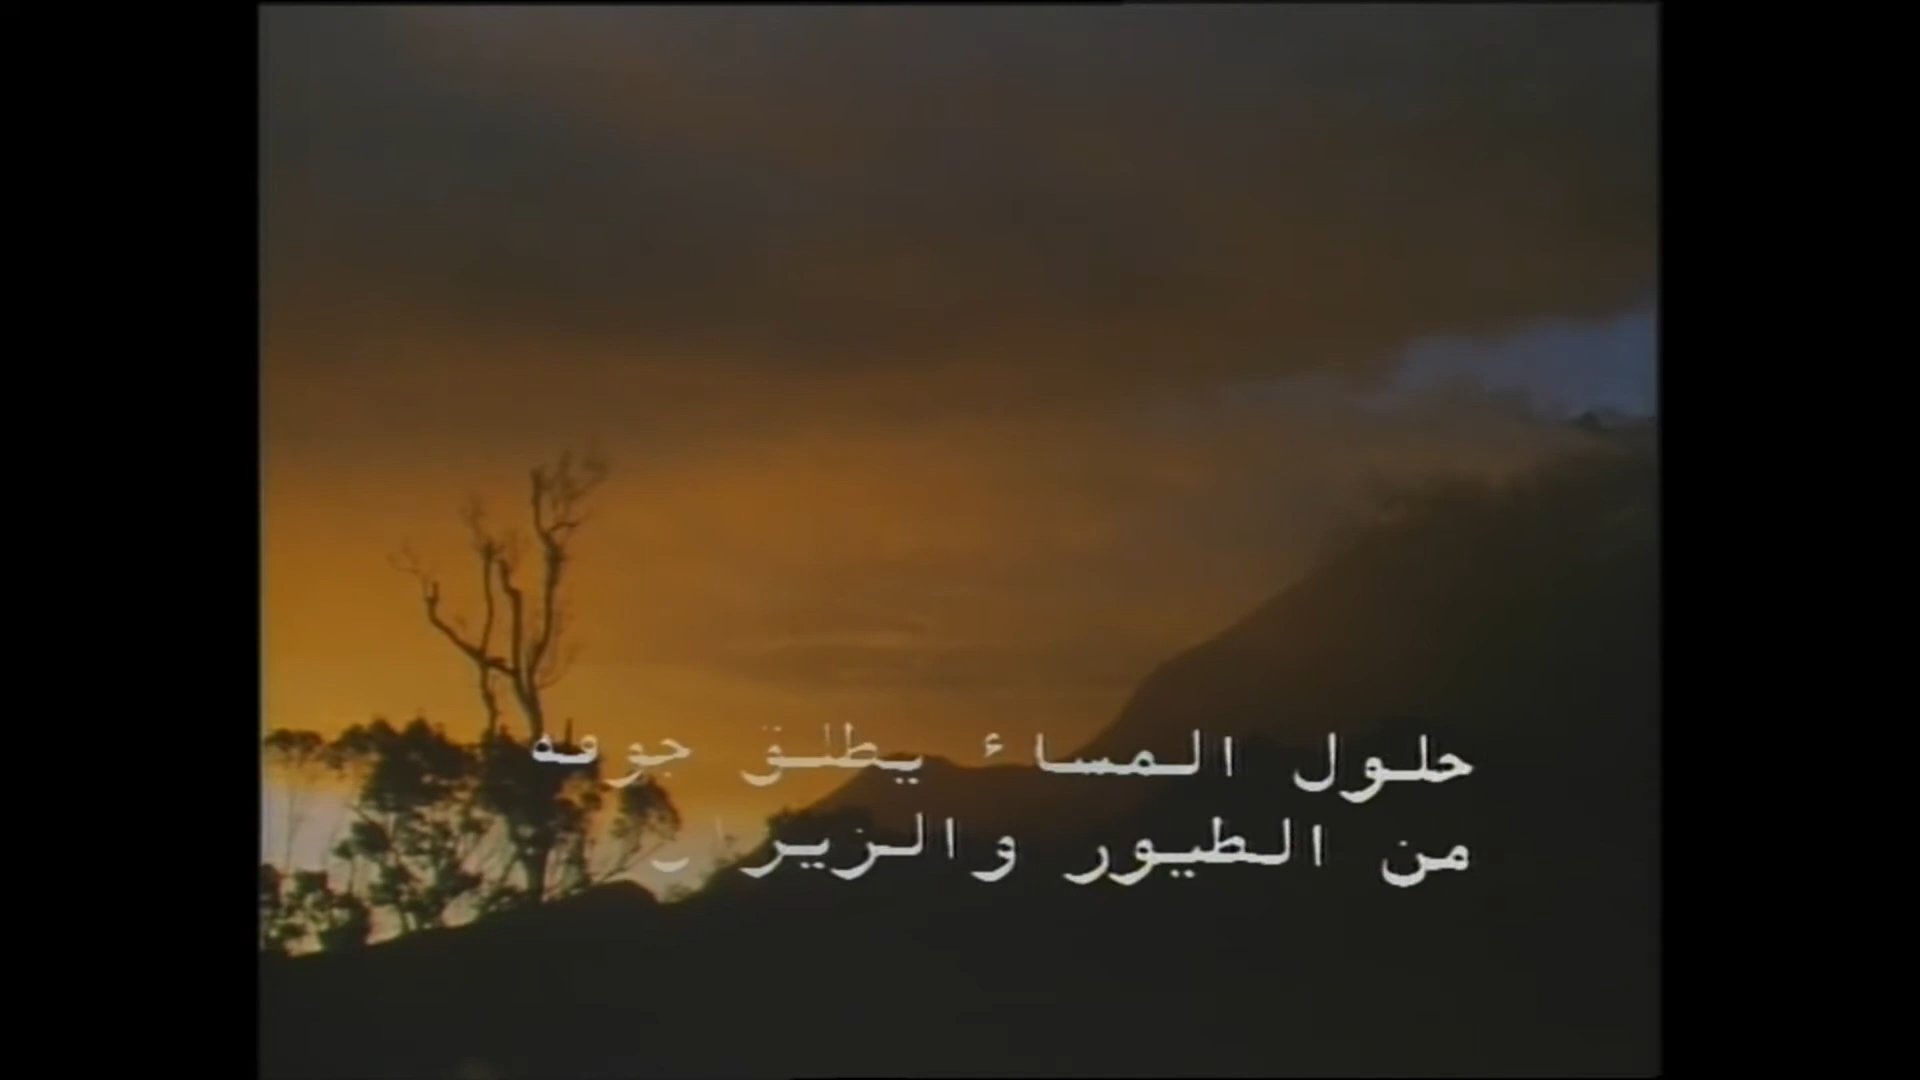 حلول المساء يطلق جوقة
من الطيور والزيزان